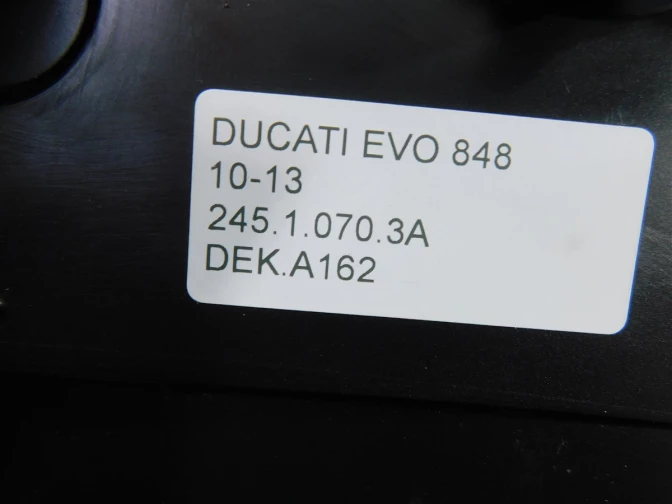 DUCATI EVO 848
10-13
245.1.070.3A
DEK.A162